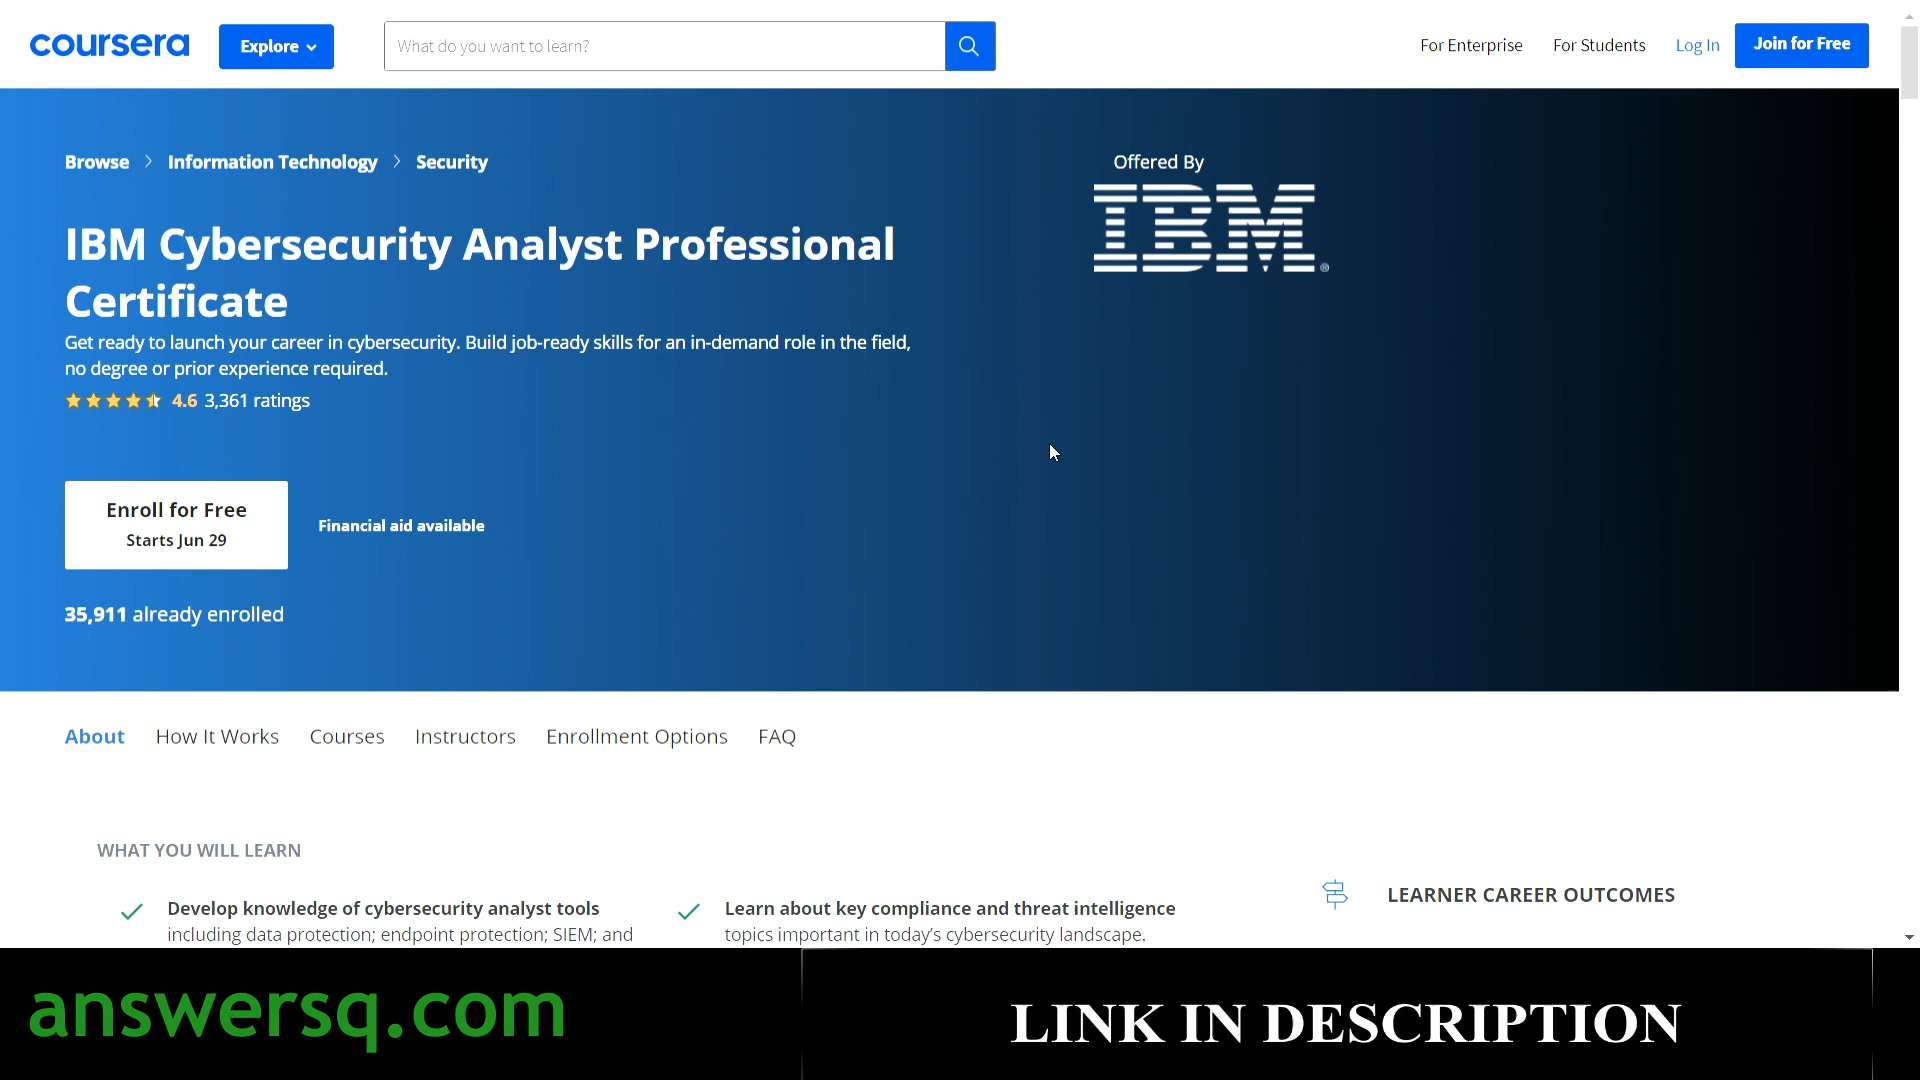 coursera
Explore
What do you want to learn?
For Enterprise
For Students
Log In
Join for Free
Browse > Information Technology > Security
Offered By
IBM®
IBM Cybersecurity Analyst Professional
Certificate
Get ready to launch your career in cybersecurity. Build job-ready skills for an in-demand role in the field,
no degree or prior experience required.
4.6 3,361 ratings
Enroll for Free
Starts Jun 29
Financial aid available
35,911 already enrolled
About
How It Works
Courses
Instructors
Enrollment Options
FAQ
WHAT YOU WILL LEARN
Develop knowledge of cybersecurity analyst tools
including data protection; endpoint protection; SIEM; and
Learn about key compliance and threat intelligence
topics important in today's cybersecurity landscape.
LEARNER CAREER OUTCOMES
answersq.com
LINK IN DESCRIPTION